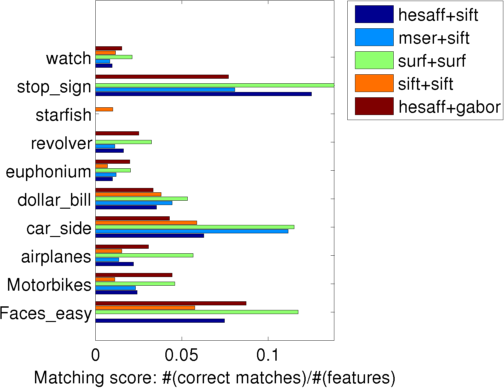 hesaff+sift
mser+sift
surf+surf
sift+sift
hesaff+gabor
watch
stop_sign
starfish
revolver
euphonium
dollar_bill
car_side
airplanes
Motorbikes
Faces_easy
0 0.05 0.1
Matching score: #(correct matches)/#(features)